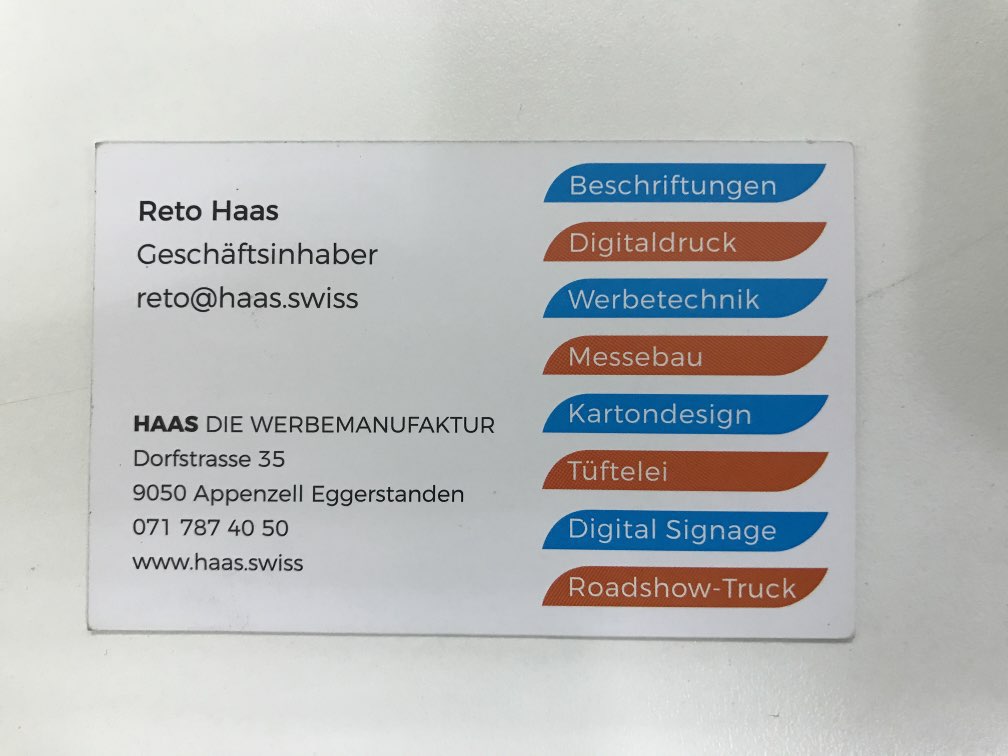 Reto Haas
Geschäftsinhaber
reto@haas.swiss
HAAS DIE WERBEMANUFAKTUR
Dorfstrasse 35
9050 Appenzell Eggerstanden
071 787 40 50
www.haas.swiss
Beschriftungen
Digitaldruck
Werbetechnik
Messebau
Kartondesign
Tüftelei
Digital Signage
Roadshow-Truck